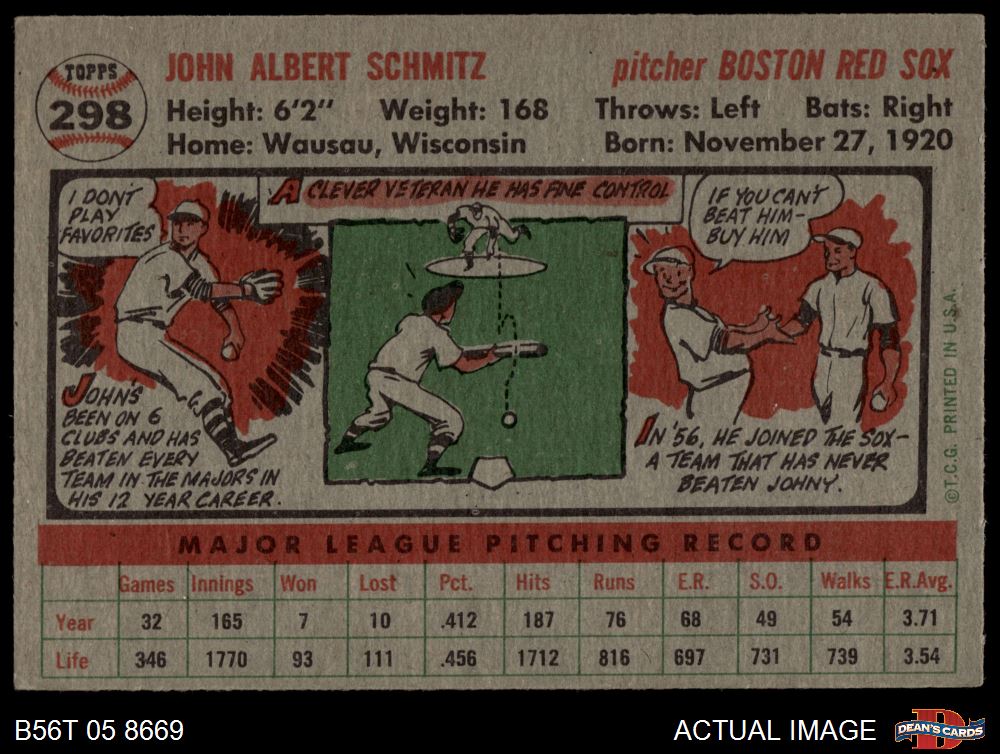 TOPPS
298
JOHN ALBERT SCHMITZ
pitcher BOSTON RED SOX
Height: 6'2" Weight: 168 Throws: Left Bats: Right
Home: Wausau, Wisconsin Born: November 27, 1920
I DON'T
PLAY
FAVORITES
JOHN'S
BEEN ON 6
CLUBS AND HAS
BEATEN EVERY
TEAM IN THE MAJORS IN
HIS 12 YEAR CAREER.
A CLEVER VETERAN HE HAS FINE CONTROL
IF YOU CAN'T
BEAT HIM-
BUY HIM
IN '56, HE JOINED THE SOX-
A TEAM THAT HAS NEVER
BEATEN JOHNY.
©T.C.G. PRINTED IN U.S.A.
MAJOR LEAGUE PITCHING RECORD
Games Innings Won Lost Pct. Hits Runs E.R. S.O. Walks E.R.Avg.
Year 32 165 7 10 .412 187 76 68 49 54 3.71
Life 346 1770 93 111 .456 1712 816 697 731 739 3.54
B56T 05 8669
ACTUAL IMAGE
D
DEAN'S CARDS